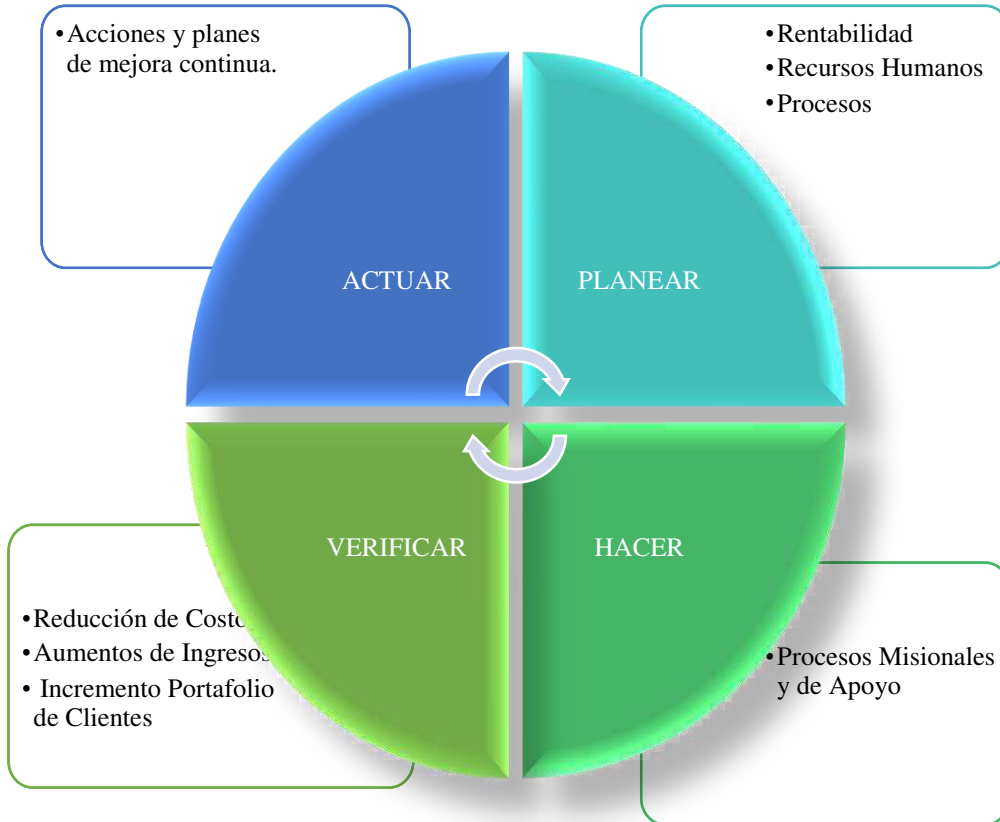 •Acciones y planes
de mejora continua.
•Rentabilidad
•Recursos Humanos
•Procesos
ACTUAR
PLANEAR
VERIFICAR
HACER
•Reducción de Costo
•Aumentos de Ingresos
• Incremento Portafolio
de Clientes
•Procesos Misionales
y de Apoyo